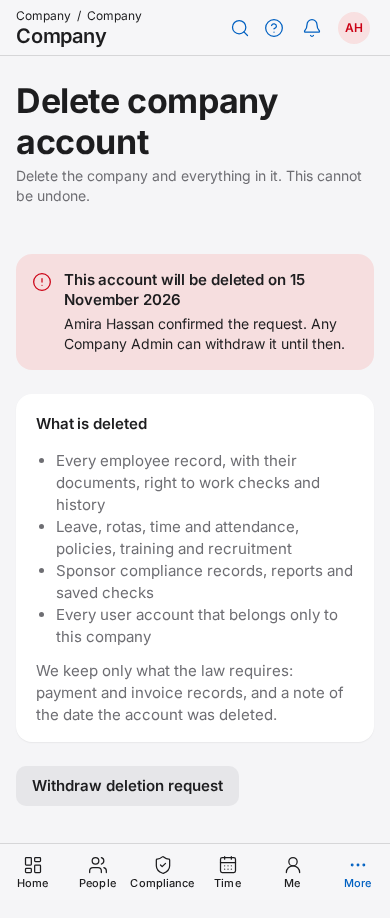 Company / Company
Company
AH
Delete company
account
Delete the company and everything in it. This cannot
be undone.
This account will be deleted on 15
November 2026
Amira Hassan confirmed the request. Any
Company Admin can withdraw it until then.
What is deleted
• Every employee record, with their
documents, right to work checks and
history
• Leave, rotas, time and attendance,
policies, training and recruitment
• Sponsor compliance records, reports and
saved checks
• Every user account that belongs only to
this company
We keep only what the law requires:
payment and invoice records, and a note of
the date the account was deleted.
Withdraw deletion request
Home People Compliance Time Me More